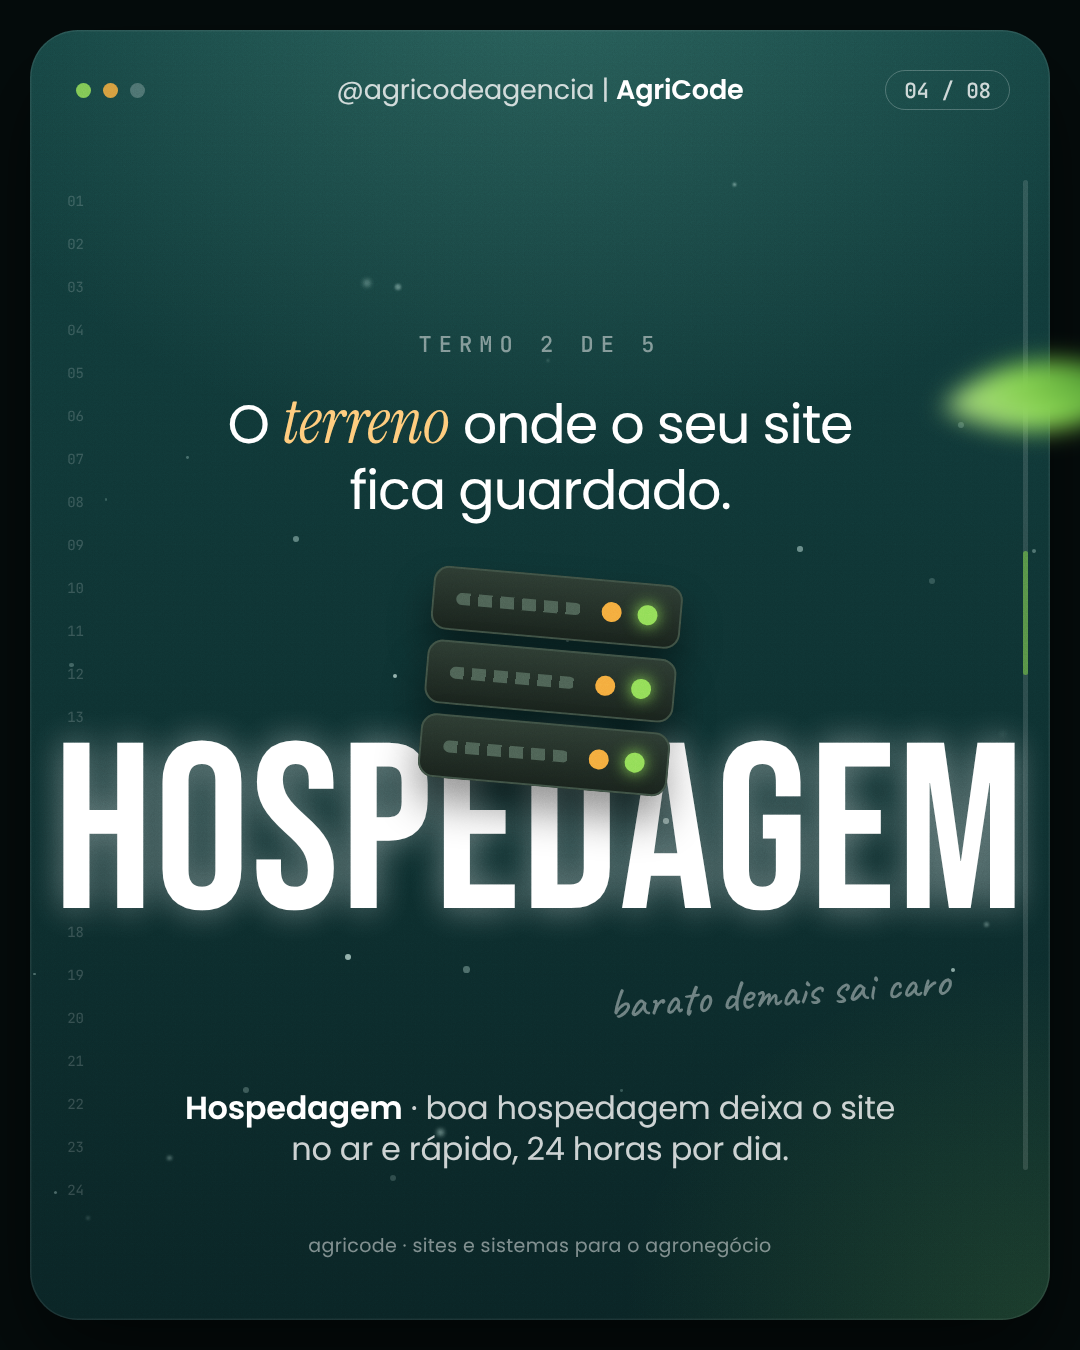 @agricodeagencia | AgriCode
04 / 08
01
02
03
04
05
06
07
08
09
10
11
12
13
18
19
20
21
22
23
24
TERMO 2 DE 5
O terreno onde o seu site
fica guardado.
HOSPEDAGEM
barato demais sai caro
Hospedagem · boa hospedagem deixa o site
no ar e rápido, 24 horas por dia.
agricode · sites e sistemas para o agronegócio